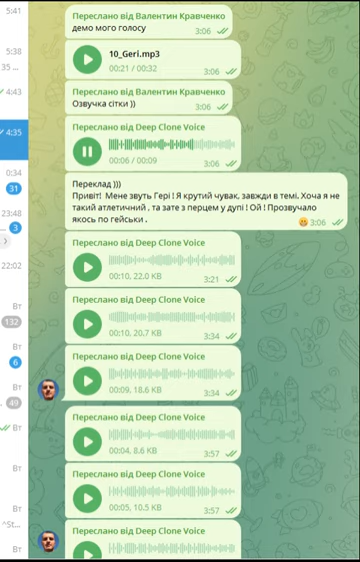 5:41
Переслано від Валентин Кравченко
демо мого голосу
3:06
5:38
35 ...
10_Geri.mp3
00:21 / 00:32
3:06
4:43
Переслано від Валентин Кравченко
Озвучка сітки ))
3:06
4:35
Переслано від Deep Clone Voice
00:06 / 00:09
3:06
0:34
31
Переклад )))
Привіт! Мене звуть Гері ! Я крутий чувак, завжди в темі. Хоча я не
такий атлетичний , та зате з перцем у дупі ! Ой ! Прозвучало
якось по гейськи .
3:06
23:48
3
Переслано від Deep Clone Voice
00:10, 22.0 KB
3:21
22:02
Переслано від Deep Clone Voice
00:10, 20.7 KB
3:34
Вт
132
Переслано від Deep Clone Voice
00:09, 18.6 KB
3:34
Вт
6
Вт
49
Переслано від Deep Clone Voice
00:04, 8.6 KB
3:57
Вт
Переслано від Deep Clone Voice
00:05, 10.5 KB
3:57
Вт
Вт
^St...
Переслано від Deep Clone Voice
Вт